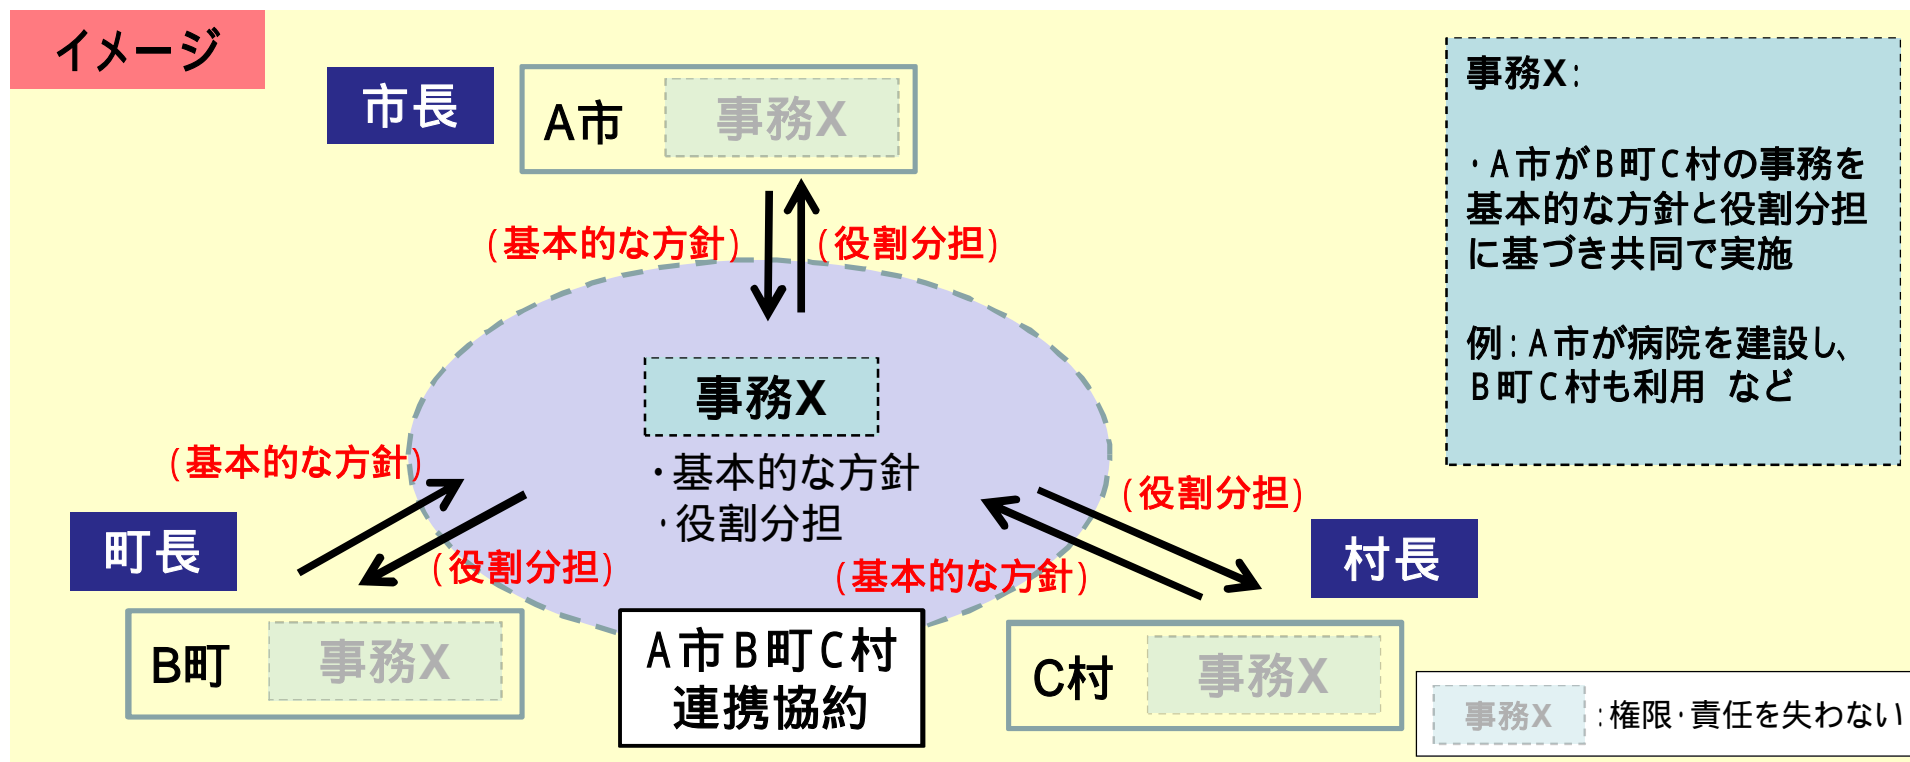 イメージ
市長
A市
事務X
(基本的な方針)
(役割分担)
事務X:
・A市がB町C村の事務を
基本的な方針と役割分担
に基づき共同で実施
例:A市が病院を建設し、
B町C村も利用 など
事務X
・基本的な方針
・役割分担
(基本的な方針)
(役割分担)
町長
B町
事務X
(役割分担)
(基本的な方針)
村長
C村
事務X
A市B町C村
連携協約
事務X
:権限・責任を失わない